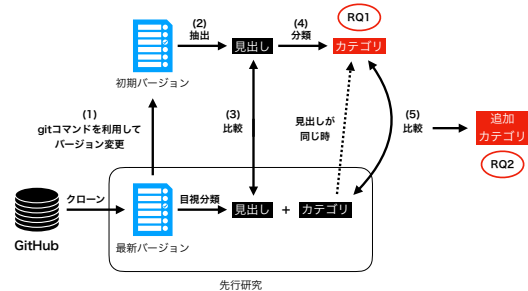 RQ1
(2)
抽出
(4)
分類
見出し
カテゴリ
初期バージョン
(1)
gitコマンドを利用して
バージョン変更
(3)
比較
見出しが
同じ時
(5)
比較
追加
カテゴリ
RQ2
クローン
目視分類
見出し
+
カテゴリ
GitHub
最新バージョン
先行研究